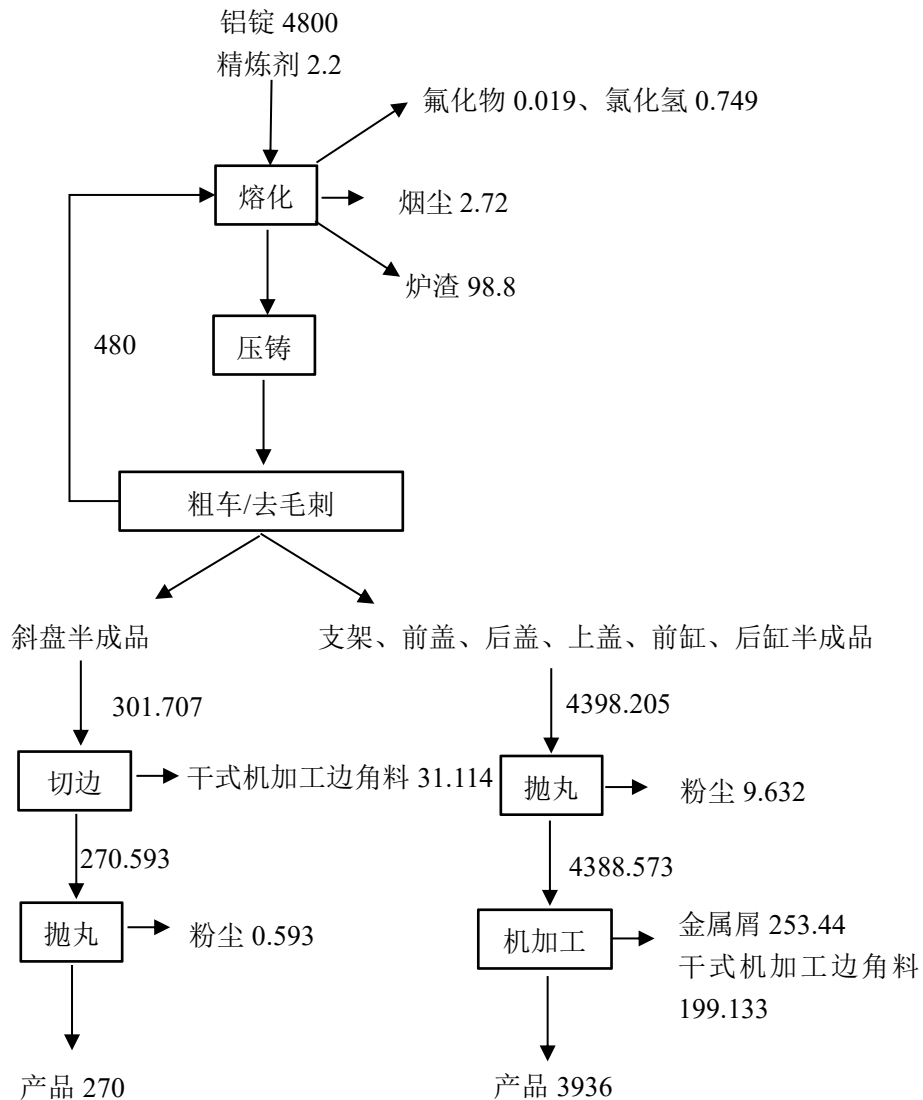 铝锭 4800
精炼剂 2.2
氟化物 0.019、氯化氢 0.749
熔化
烟尘 2.72
炉渣 98.8
480
压铸
粗车/去毛刺
斜盘半成品
支架、前盖、后盖、上盖、前缸、后缸半成品
301.707
4398.205
切边
干式机加工边角料 31.114
抛丸
粉尘 9.632
270.593
4388.573
抛丸
粉尘 0.593
机加工
金属屑 253.44
干式机加工边角料
199.133
产品 270
产品 3936